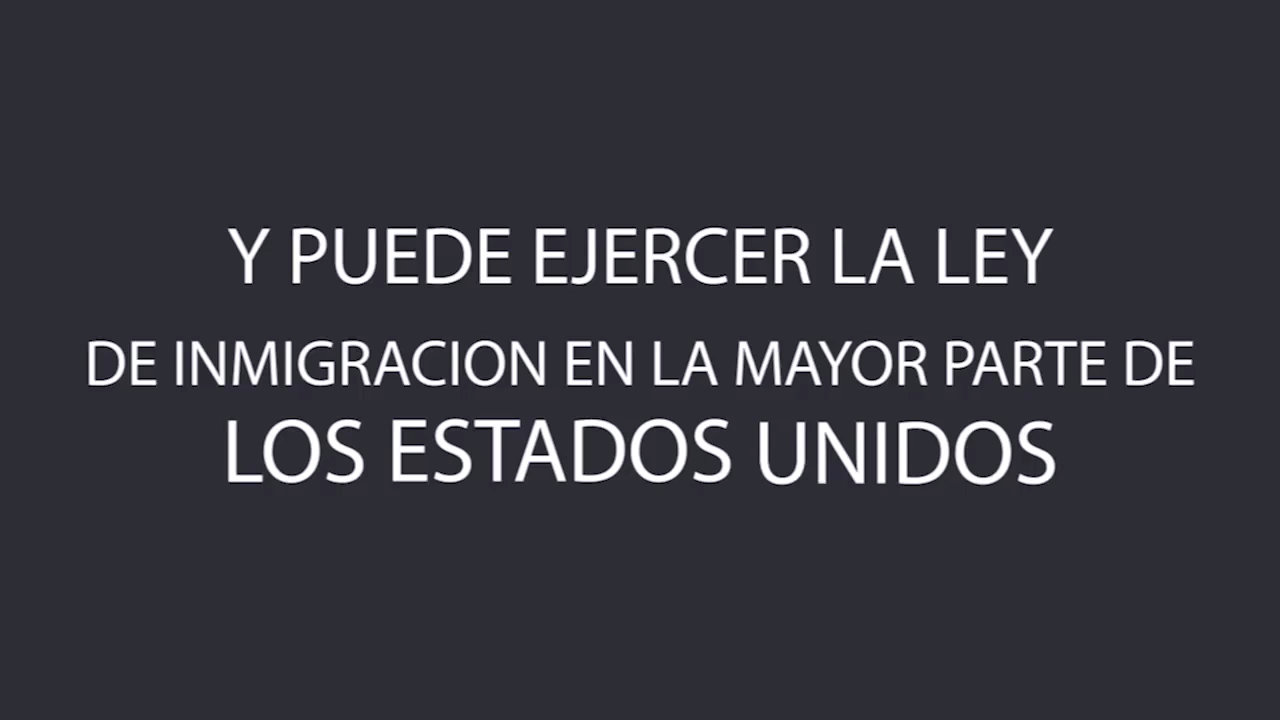 Y PUEDE EJERCER LA LEY
DE INMIGRACION EN LA MAYOR PARTE DE
LOS ESTADOS UNIDOS